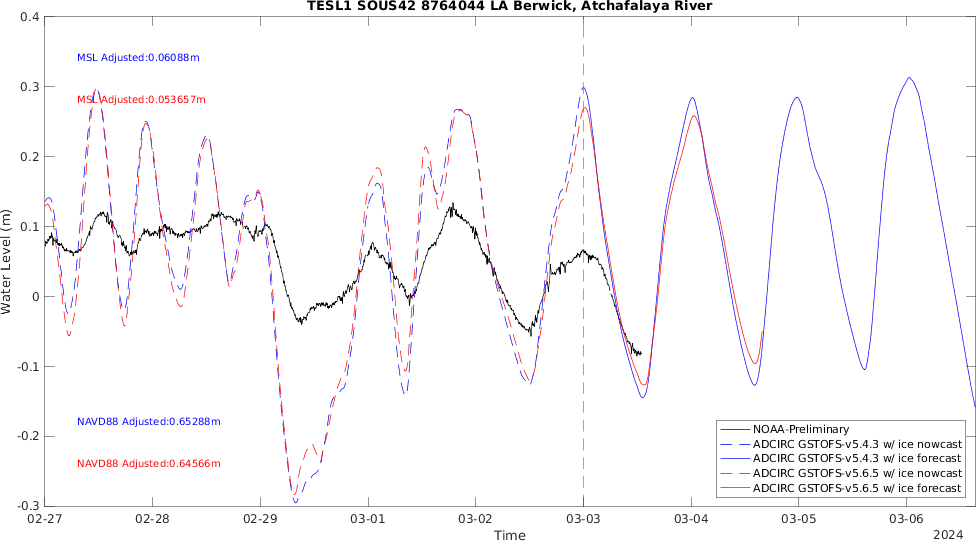 TESL1 SOUS42 8764044 LA Berwick, Atchafalaya River
0.4
0.3
0.2
0.1
0
-0.1
-0.2
-0.3
Water Level (m)
MSL Adjusted:0.06088m
MSL Adjusted:0.053657m
NAVD88 Adjusted:0.65288m
NAVD88 Adjusted:0.64566m
NOAA-Preliminary
ADCIRC GSTOFS-v5.4.3 w/ ice nowcast
ADCIRC GSTOFS-v5.4.3 w/ ice forecast
ADCIRC GSTOFS-v5.6.5 w/ ice nowcast
ADCIRC GSTOFS-v5.6.5 w/ ice forecast
02-27 02-28 02-29 03-01 03-02 03-03 03-04 03-05 03-06
Time
2024